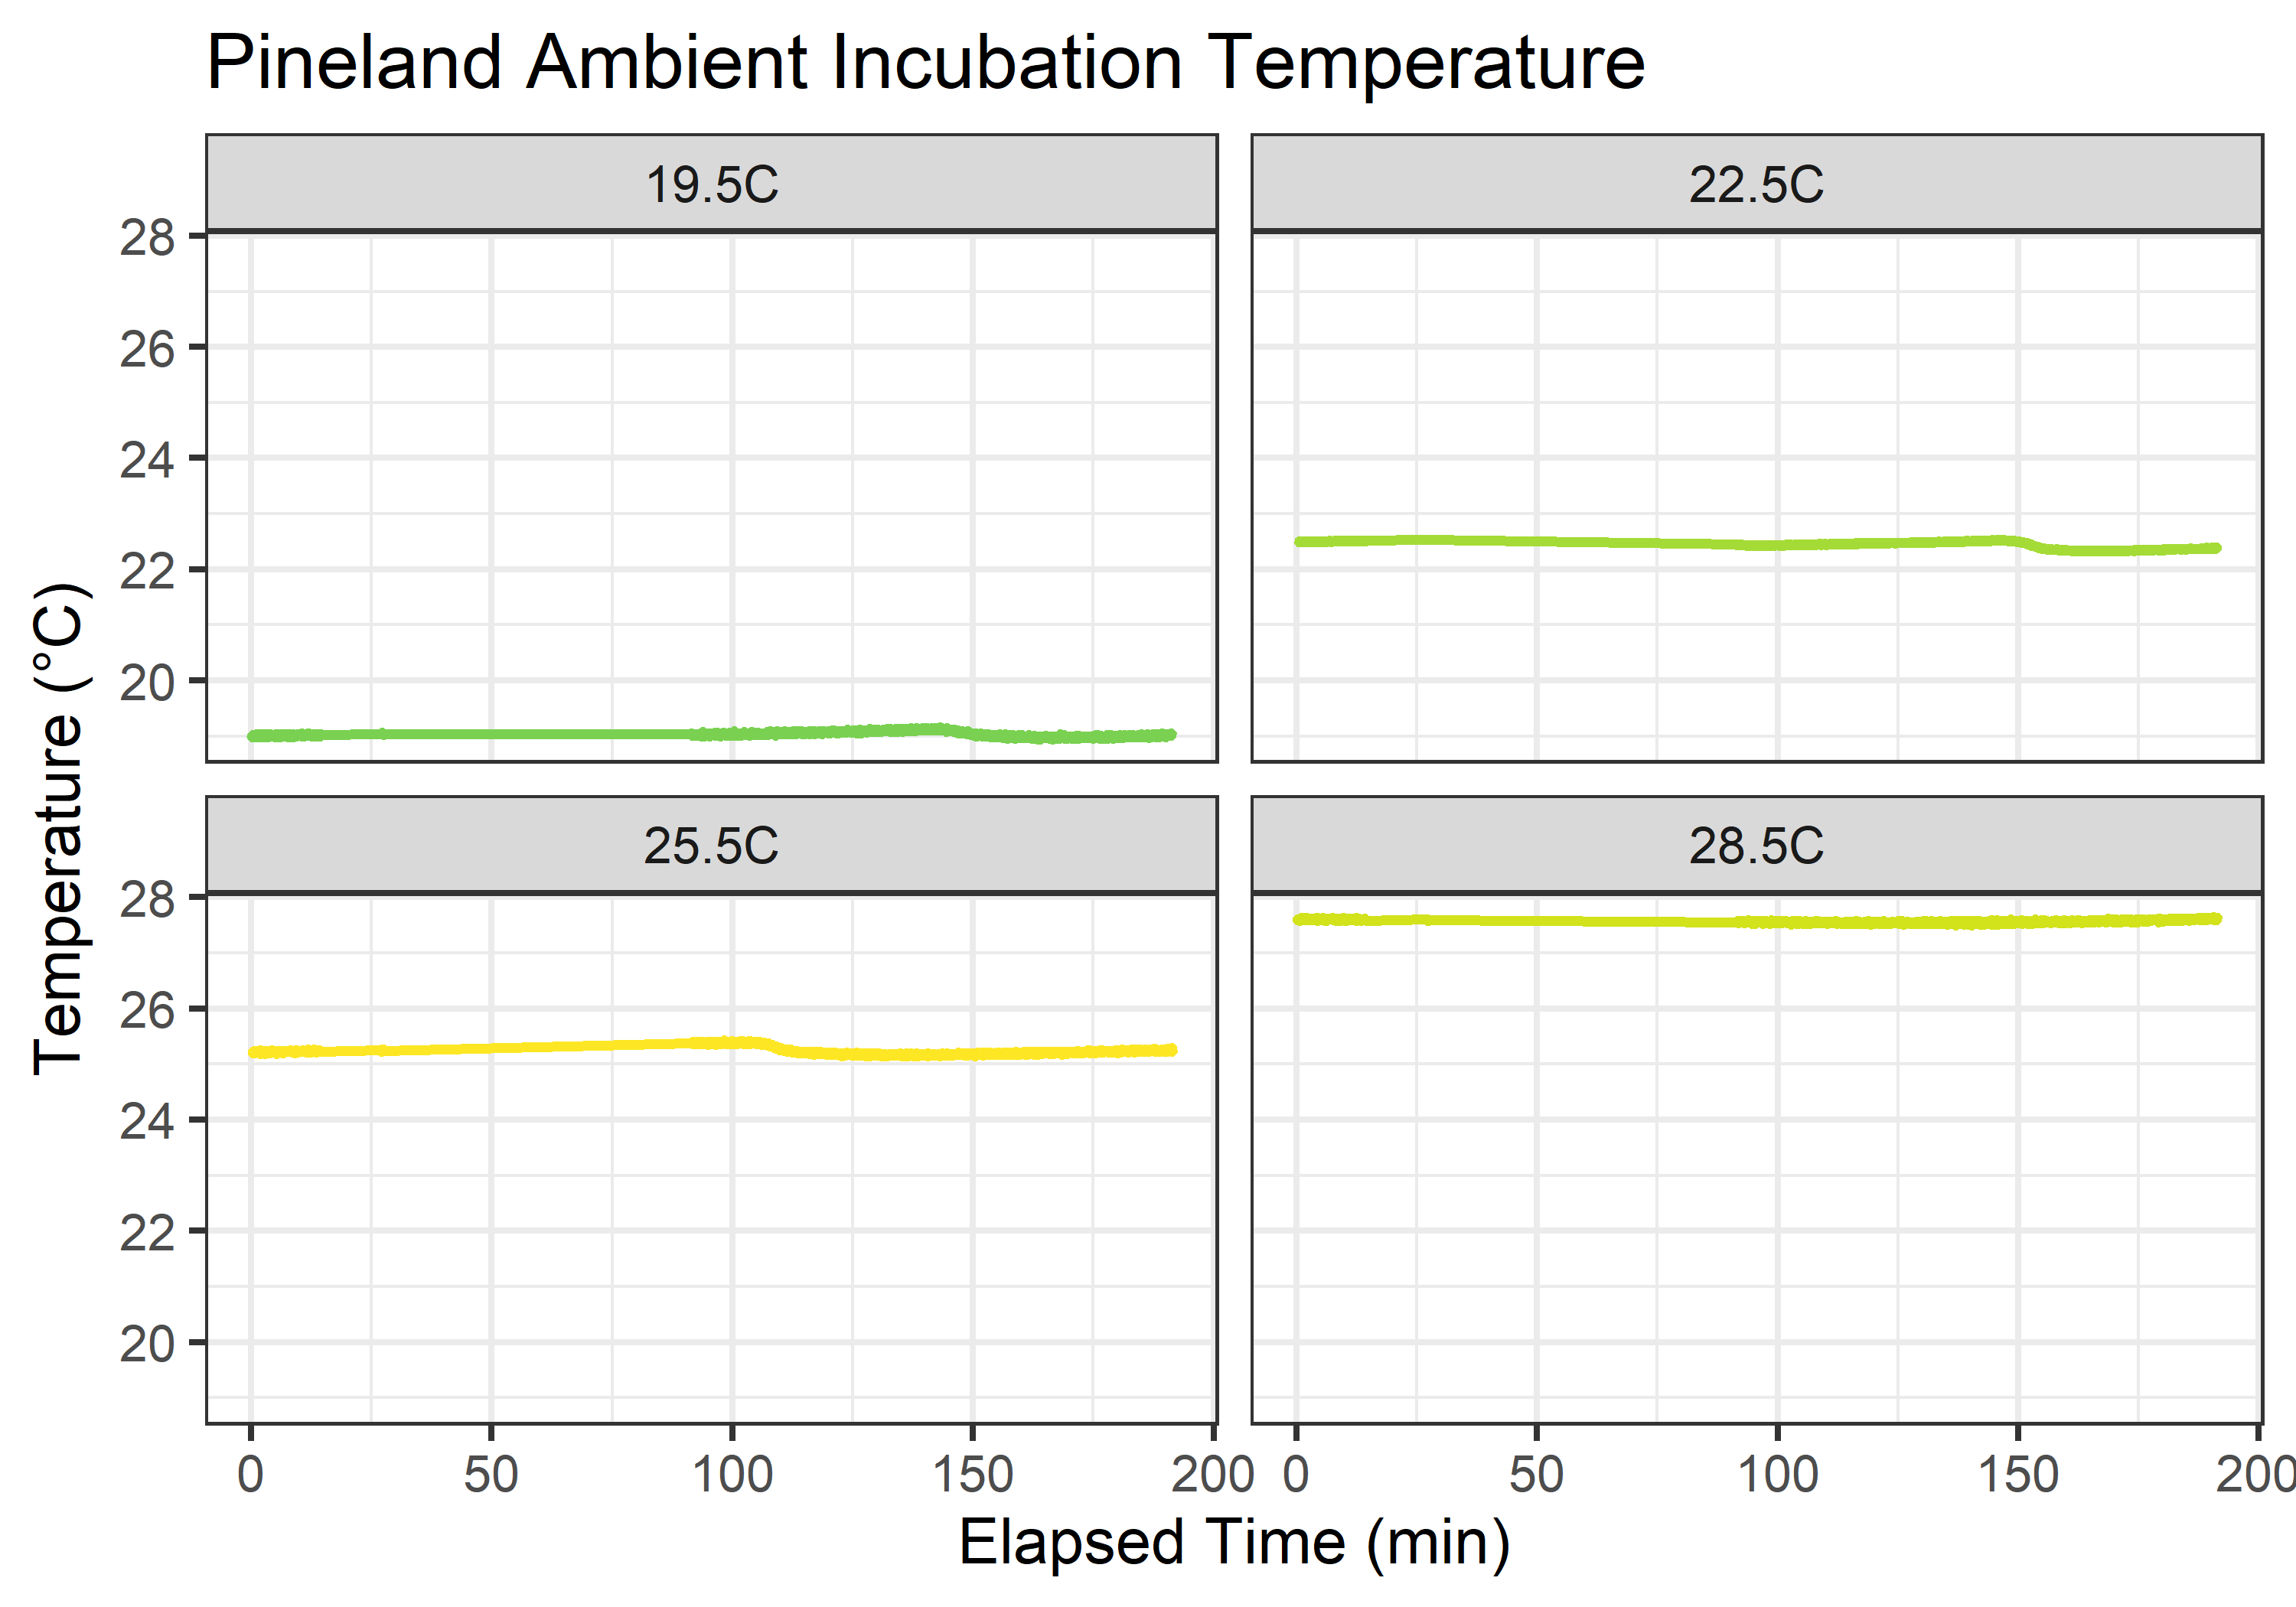 Pineland Ambient Incubation Temperature
19.5C 22.5C
28
26
24
22
20
25.5C 28.5C
28
26
24
22
20
0 50 100 150 200 0 50 100 150 200
Elapsed Time (min)
Temperature (°C)